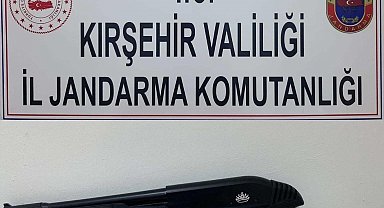 KIRŞEHİR VALİLİĞİ
İL JANDARMA KOMUTANLIĞI